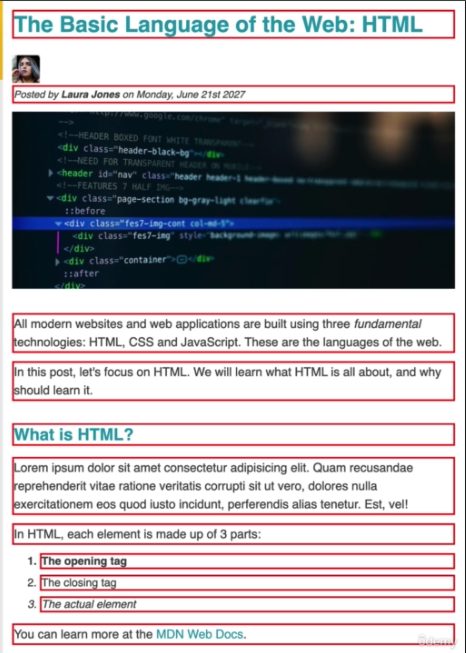 The Basic Language of the Web: HTML
Posted by Laura Jones on Monday, June 21st 2027
-->
<!--HEADER BOXED FONT WHITE TRANSPARENT
<div class="header-black-bg"></div>
<!--NEED FOR TRANSPARENT HEADER ON
<header id="nav" class="header header-1
<!--FEATURES 7 HALF IMG-->
<div class="page-section bg-gray-light clearfix">
::before
<div class="fes7-img-cont col-md-5">
<div class="fes7-img" style="background-image:
</div>
<div class="container"></div>
::after
</div>
All modern websites and web applications are built using three fundamental
technologies: HTML, CSS and JavaScript. These are the languages of the web.
In this post, let's focus on HTML. We will learn what HTML is all about, and why
should learn it.
What is HTML?
Lorem ipsum dolor sit amet consectetur adipisicing elit. Quam recusandae
reprehenderit vitae ratione veritatis corrupti sit ut vero, dolores nulla
exercitationem eos quod iusto incidunt, perferendis alias tenetur. Est, vel!
In HTML, each element is made up of 3 parts:
1. The opening tag
2. The closing tag
3. The actual element
You can learn more at the MDN Web Docs.
ûdemy